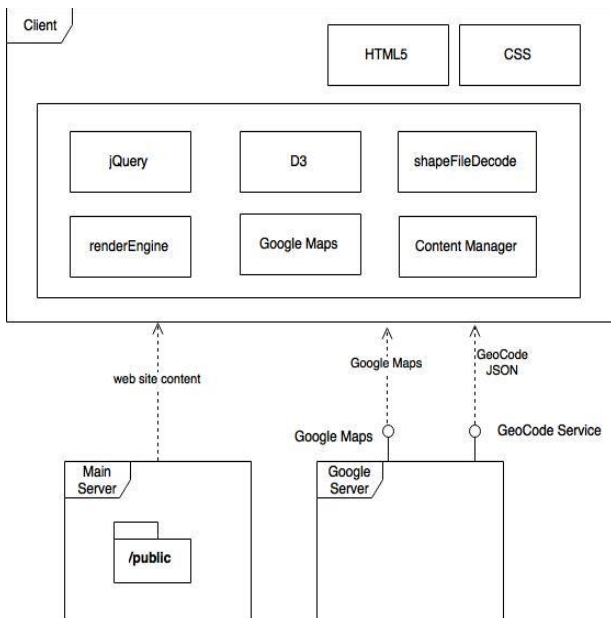 Client
HTML5
CSS
jQuery
D3
shapeFileDecode
renderEngine
Google Maps
Content Manager
web site content
Google Maps
GeoCode
JSON
Google Maps
GeoCode Service
Main
Server
/public
Google
Server